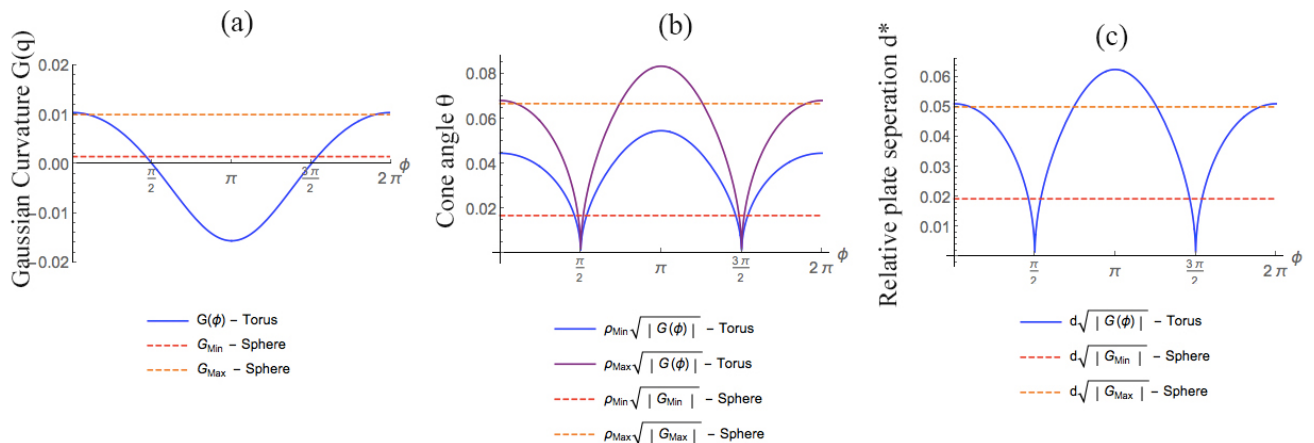 (a)
Gaussian Curvature G(q)
0.02
0.01
0.00
-0.01
-0.02
π/2
π
3π/2
2π
ϕ
G(ϕ) – Torus
G_Min – Sphere
G_Max – Sphere
(b)
Cone angle θ
0.08
0.06
0.04
0.02
π/2
π
3π/2
2π
ϕ
ρ_Min √| G(ϕ) | – Torus
ρ_Max √| G(ϕ) | – Torus
ρ_Min √| G_Min | – Sphere
ρ_Max √| G_Max | – Sphere
(c)
Relative plate seperation d*
0.06
0.05
0.04
0.03
0.02
0.01
π/2
π
3π/2
2π
ϕ
d√| G(ϕ) | – Torus
d√| G_Min | – Sphere
d√| G_Max | – Sphere